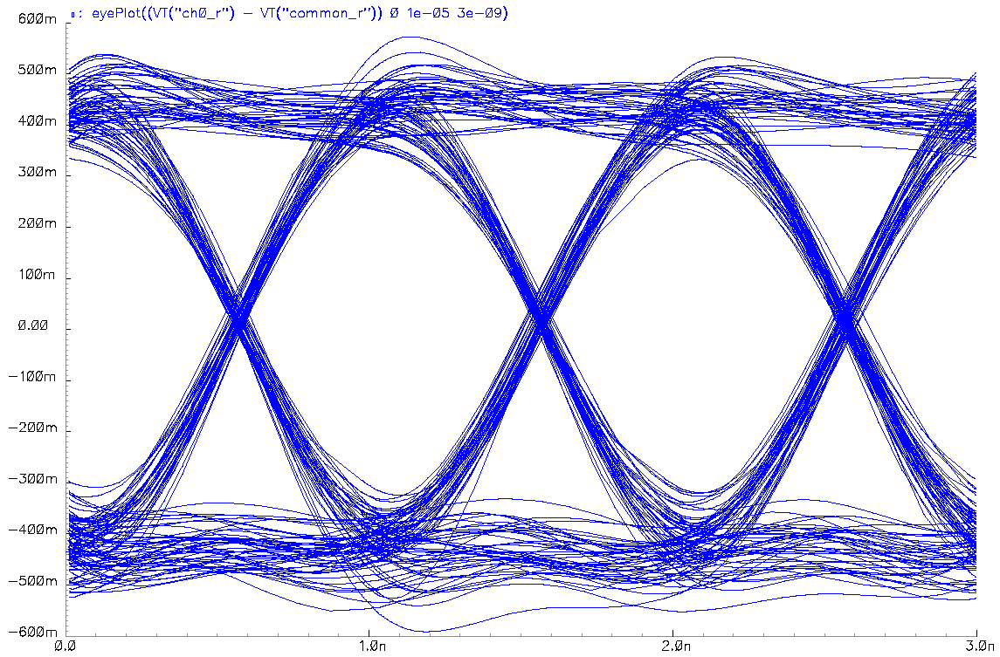 600m
▯: eyePlot((VT("ch0_r") - VT("common_r")) 0 1e-05 3e-09)
500m
400m
300m
200m
100m
0.00
-100m
-200m
-300m
-400m
-500m
-600m
0.0 1.0n 2.0n 3.0n